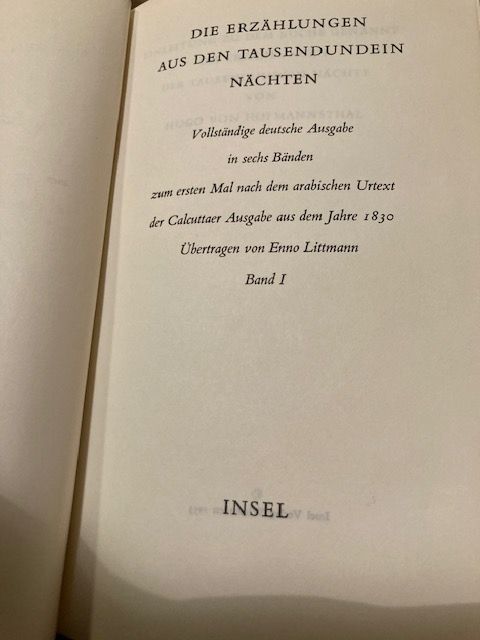 DIE ERZÄHLUNGEN
AUS DEN TAUSENDUNDEIN
NÄCHTEN
Vollständige deutsche Ausgabe
in sechs Bänden
zum ersten Mal nach dem arabischen Urtext
der Calcuttaer Ausgabe aus dem Jahre 1830
Übertragen von Enno Littmann
Band I
INSEL